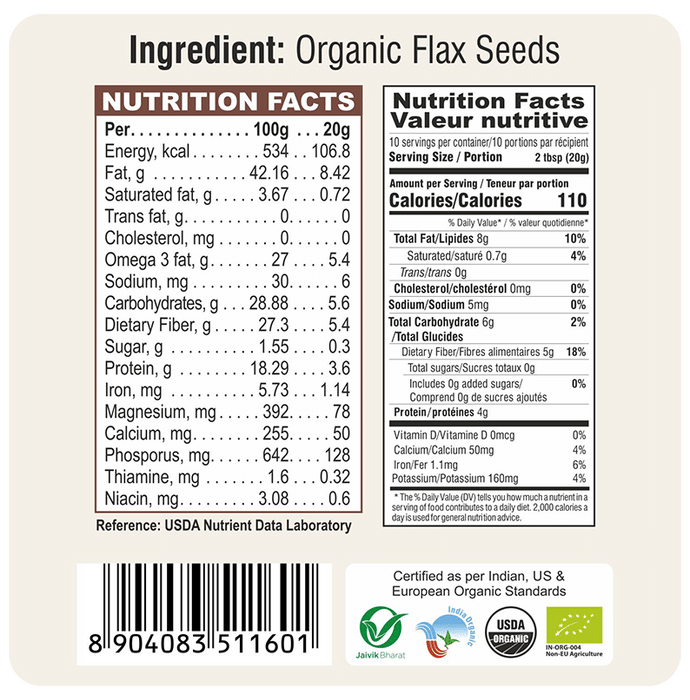 Ingredient: Organic Flax Seeds
NUTRITION FACTS
Per.............. 100g ... 20g
Energy, kcal ......... 534 .. 106.8
Fat, g ............... 42.16 ... 8.42
Saturated fat, g...... 3.67 .... 0.72
Trans fat, g.......... 0........ 0
Cholesterol, mg ...... 0........ 0
Omega 3 fat, g........ 27 ..... 5.4
Sodium, mg ........... 30....... 6
Carbohydrates, g ... 28.88 .... 5.6
Dietary Fiber, g ..... 27.3 .... 5.4
Sugar, g ............. 1.55 .... 0.3
Protein, g ........... 18.29 ... 3.6
Iron, mg ............. 5.73 ... 1.14
Magnesium, mg........ 392..... 78
Calcium, mg.......... 255..... 50
Phosporus, mg ....... 642.... 128
Thiamine, mg ......... 1.6 ... 0.32
Niacin, mg........... 3.08 ... 0.6
Reference: USDA Nutrient Data Laboratory
Nutrition Facts
Valeur nutritive
10 servings per container/10 portions par récipient
Serving Size / Portion 2 tbsp (20g)
Amount per Serving / Teneur par portion
Calories/Calories 110
% Daily Value* / % valeur quotidienne*
Total Fat/Lipides 8g 10%
Saturated/saturé 0.7g 4%
Trans/trans 0g
Cholesterol/cholestérol 0mg 0%
Sodium/Sodium 5mg 0%
Total Carbohydrate 6g 2%
/Total Glucides
Dietary Fiber/Fibres alimentaires 5g 18%
Total sugars/Sucres totaux 0g
Includes 0g added sugars/ 0%
Comprend 0g de sucres ajoutés
Protein/protéines 4g
Vitamin D/Vitamine D 0mcg 0%
Calcium/Calcium 50mg 4%
Iron/Fer 1.1mg 6%
Potassium/Potassium 160mg 4%
* The % Daily Value (DV) tells you how much a nutrient in a
serving of food contributes to a daily diet. 2,000 calories a
day is used for general nutrition advice.
8 904083 511601
Certified as per Indian, US &
European Organic Standards
Jaivik Bharat
India Organic
USDA
ORGANIC
IN-ORG-004
Non-EU Agriculture